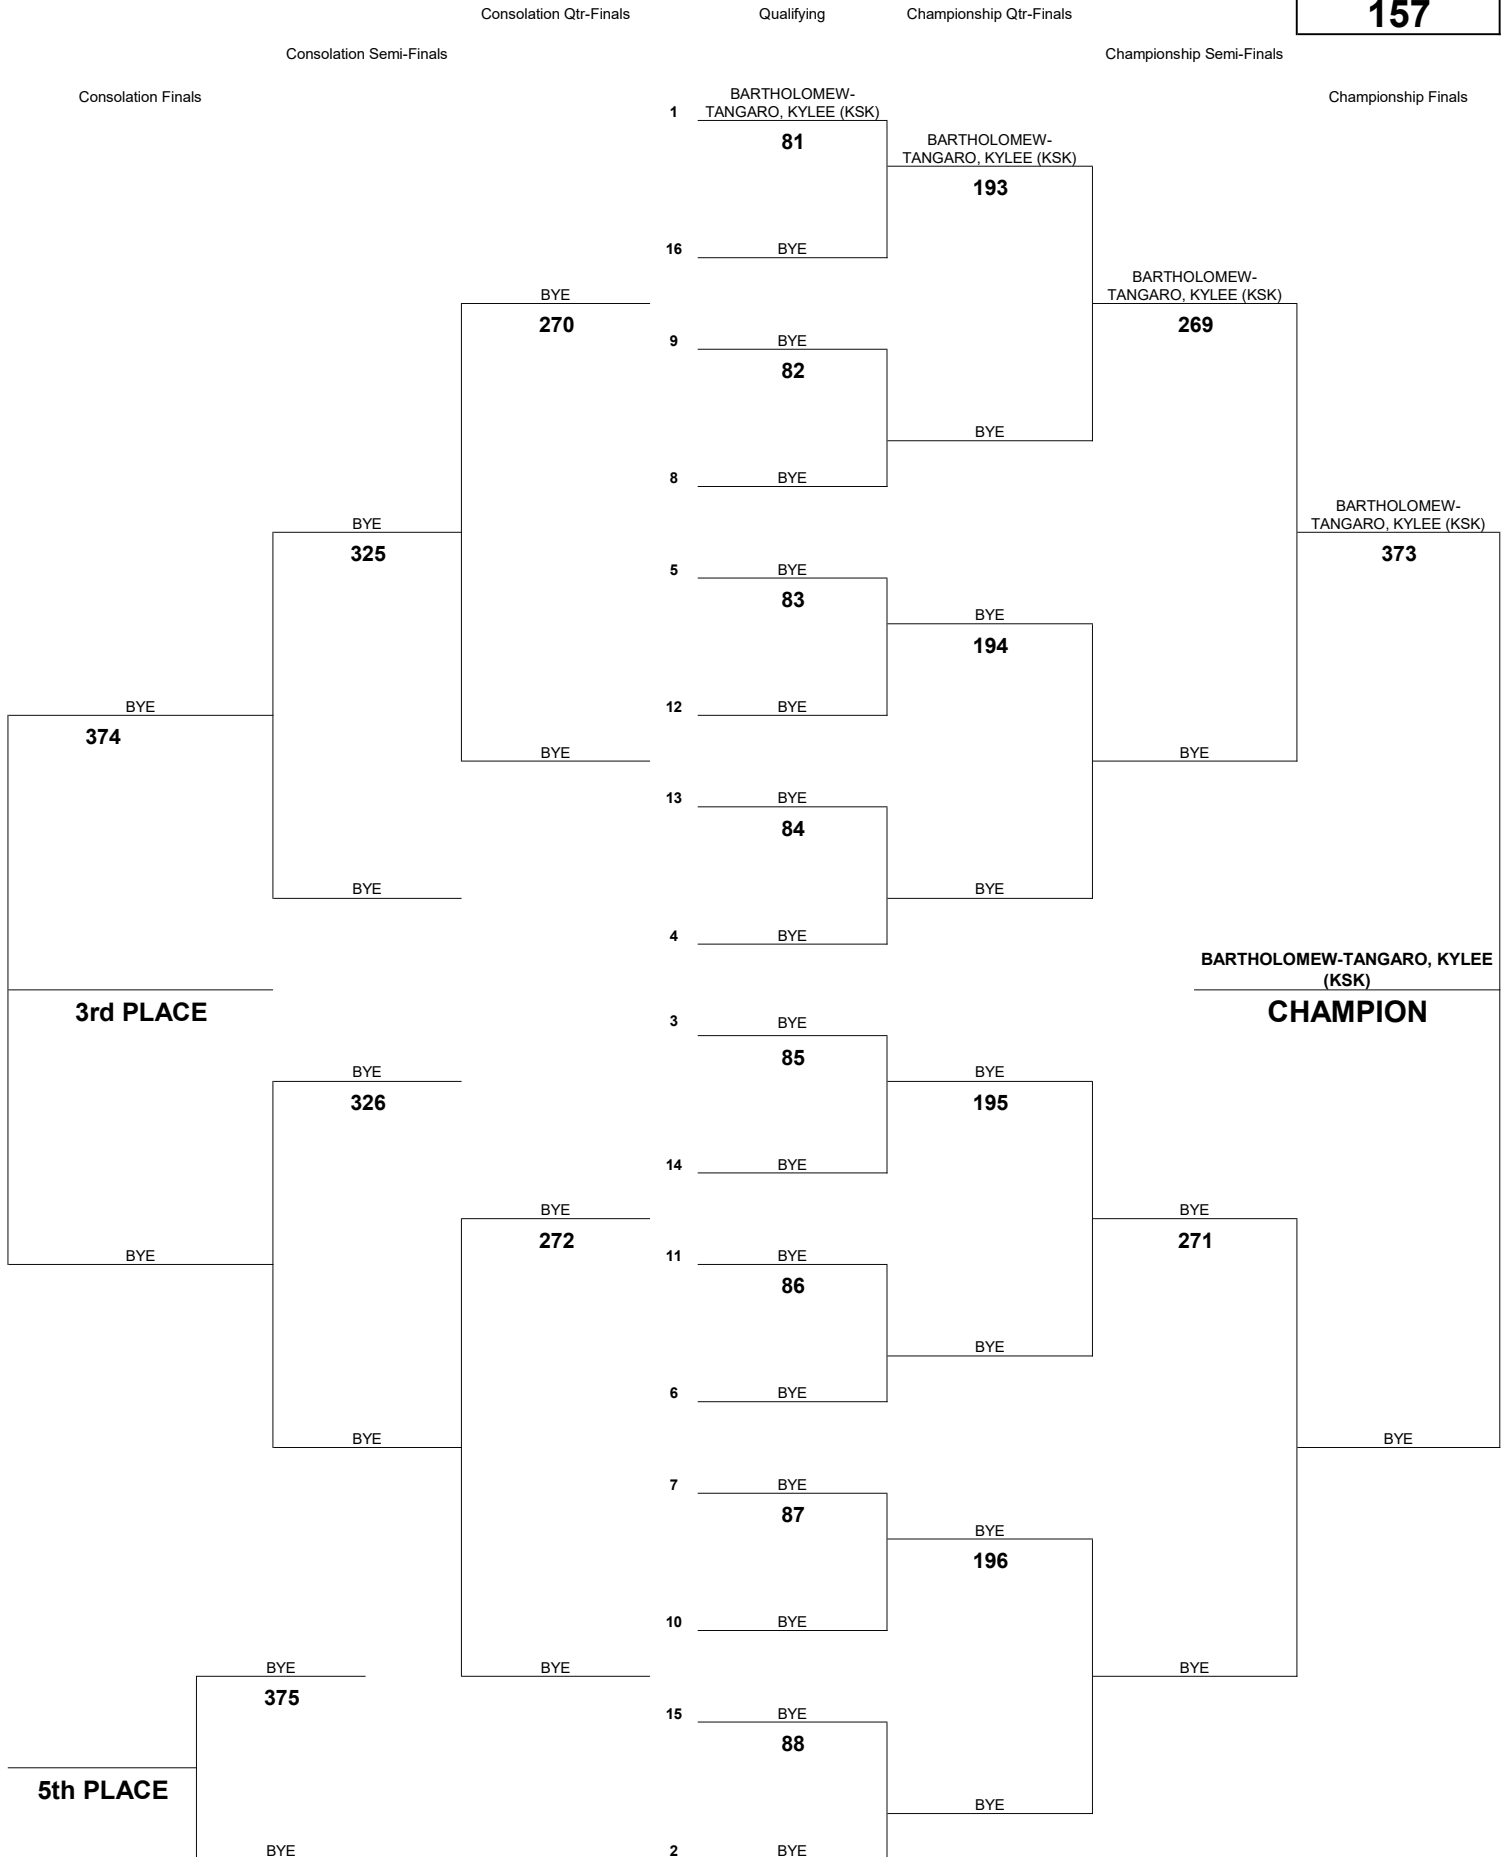 Consolation Qtr-Finals
Qualifying
Championship Qtr-Finals
157
Consolation Semi-Finals
Championship Semi-Finals
Consolation Finals
Championship Finals
1
BARTHOLOMEW-
TANGARO, KYLEE (KSK)
81
BARTHOLOMEW-
TANGARO, KYLEE (KSK)
193
16
BYE
BARTHOLOMEW-
TANGARO, KYLEE (KSK)
269
BYE
270
9
BYE
82
BYE
8
BYE
BARTHOLOMEW-
TANGARO, KYLEE (KSK)
373
BYE
325
5
BYE
83
BYE
194
BYE
374
12
BYE
BYE
BYE
13
BYE
84
BYE
BYE
4
BYE
BARTHOLOMEW-TANGARO, KYLEE
(KSK)
3rd PLACE
CHAMPION
3
BYE
85
BYE
326
BYE
195
14
BYE
BYE
272
BYE
271
BYE
11
BYE
86
BYE
6
BYE
BYE
BYE
7
BYE
87
BYE
196
10
BYE
BYE
375
BYE
BYE
15
BYE
88
5th PLACE
BYE
BYE
2
BYE